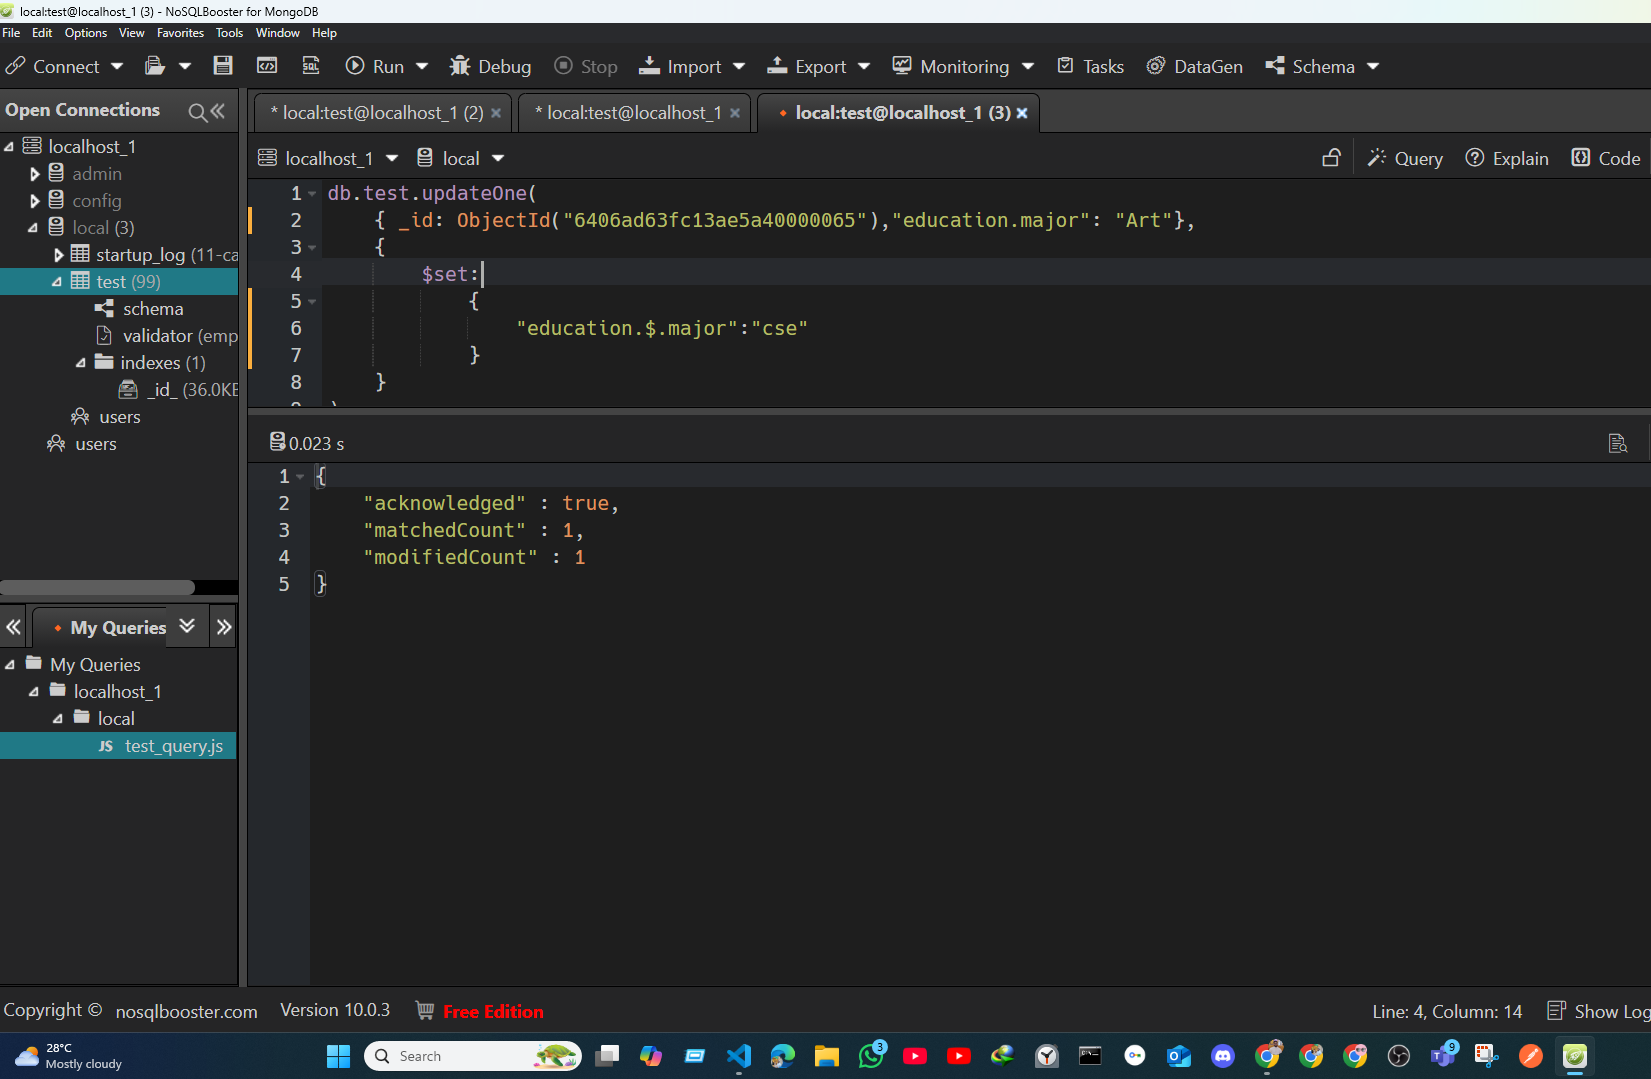 local:test@localhost_1 (3) - NoSQLBooster for MongoDB
File Edit Options View Favorites Tools Window Help
Connect SQL Run Debug Stop Import Export Monitoring Tasks DataGen Schema
Open Connections
* local:test@localhost_1 (2) × * local:test@localhost_1 × local:test@localhost_1 (3) ×
localhost_1 local Query Explain Code
localhost_1
admin
config
local (3)
startup_log (11-ca
test (99)
schema
validator (emp
indexes (1)
_id_ (36.0KB
users
users
1 db.test.updateOne(
2 { _id: ObjectId("6406ad63fc13ae5a40000065"),"education.major": "Art"},
3 {
4 $set:
5 {
6 "education.$.major":"cse"
7 }
8 }
0.023 s
1 {
2 "acknowledged" : true,
3 "matchedCount" : 1,
4 "modifiedCount" : 1
5 }
My Queries
My Queries
localhost_1
local
JS test_query.js
Copyright © nosqlbooster.com Version 10.0.3 Free Edition Line: 4, Column: 14 Show Log
28°C
Mostly cloudy
Search
3
9